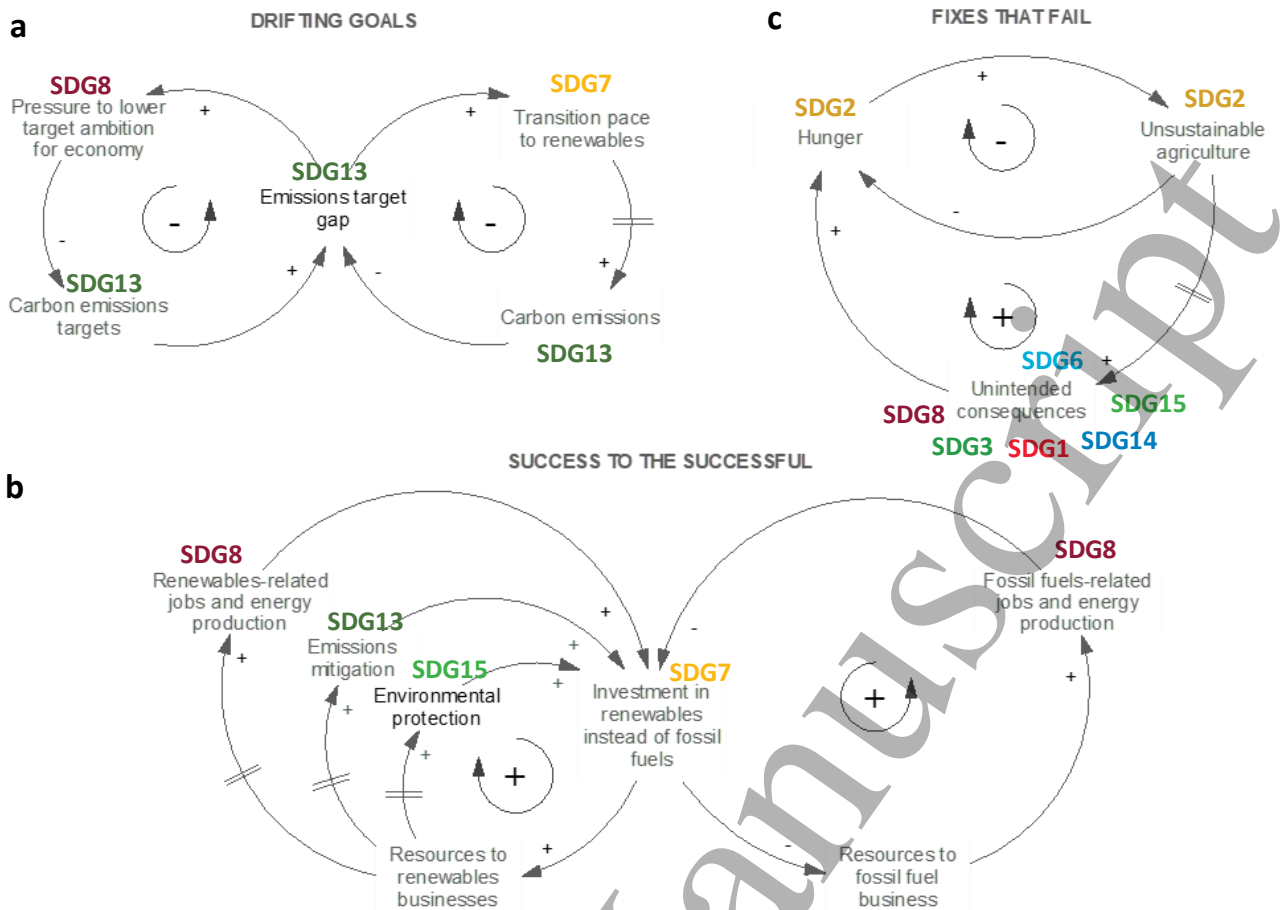 a
DRIFTING GOALS
SDG8
Pressure to lower
target ambition
for economy
+
+
SDG7
Transition pace
to renewables
SDG13
Emissions target
gap
-
-
-
+
-
+
SDG13
Carbon emissions
targets
Carbon emissions
SDG13
c
FIXES THAT FAIL
+
SDG2
Hunger
-
SDG2
Unsustainable
agriculture
-
+
+
+
SDG6
Unintended
consequences
SDG8
SDG15
SDG3
SDG1
SDG14
b
SUCCESS TO THE SUCCESSFUL
SDG8
Renewables-related
jobs and energy
production
+
SDG13
Emissions
mitigation
+
SDG15
Environmental
protection
+
+
+
+
+
SDG7
Investment in
renewables
instead of fossil
fuels
-
+
SDG8
Fossil fuels-related
jobs and energy
production
+
+
Resources to
renewables
businesses
-
Resources to
fossil fuel
business
anuscript